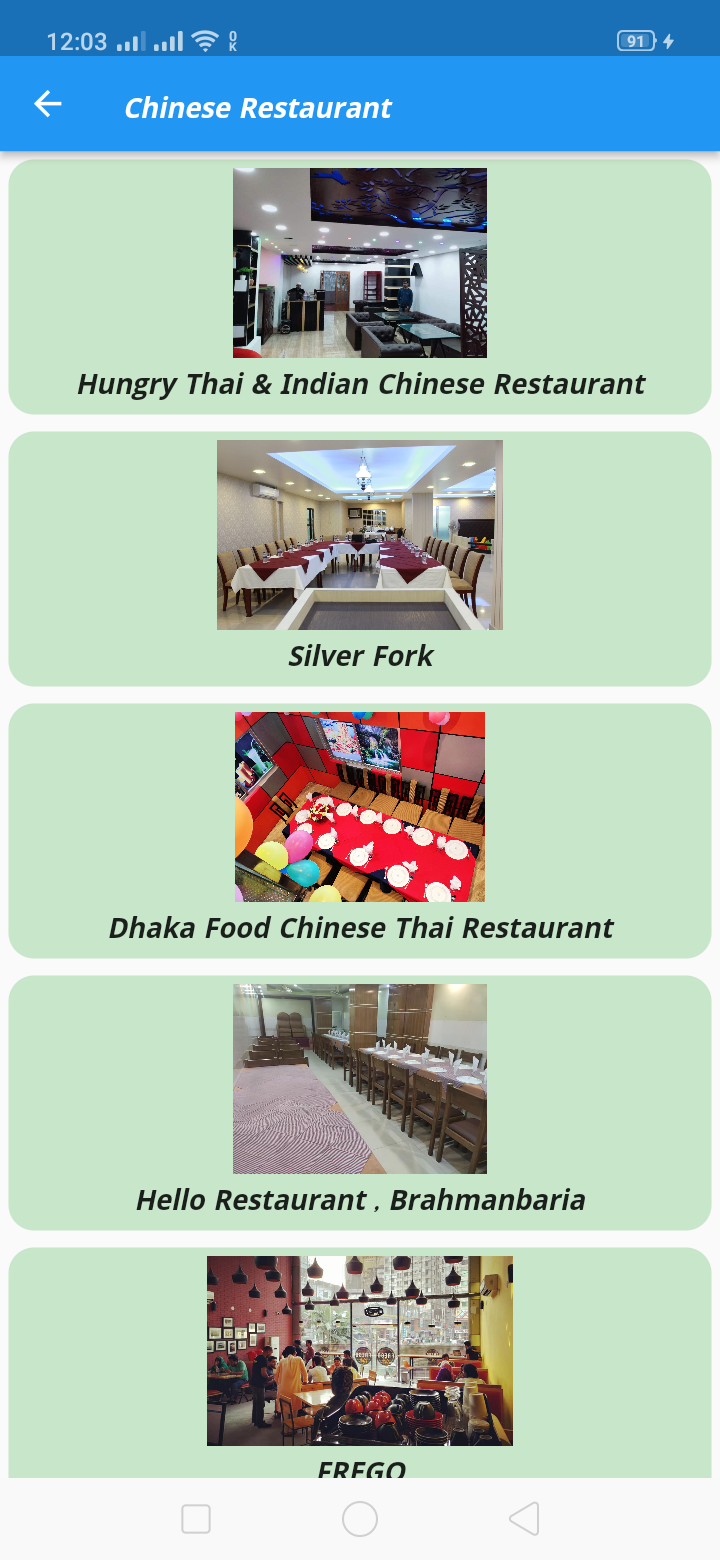 12:03
0
K
91
Chinese Restaurant
Hungry Thai & Indian Chinese Restaurant
Silver Fork
Dhaka Food Chinese Thai Restaurant
Hello Restaurant , Brahmanbaria
FREGO